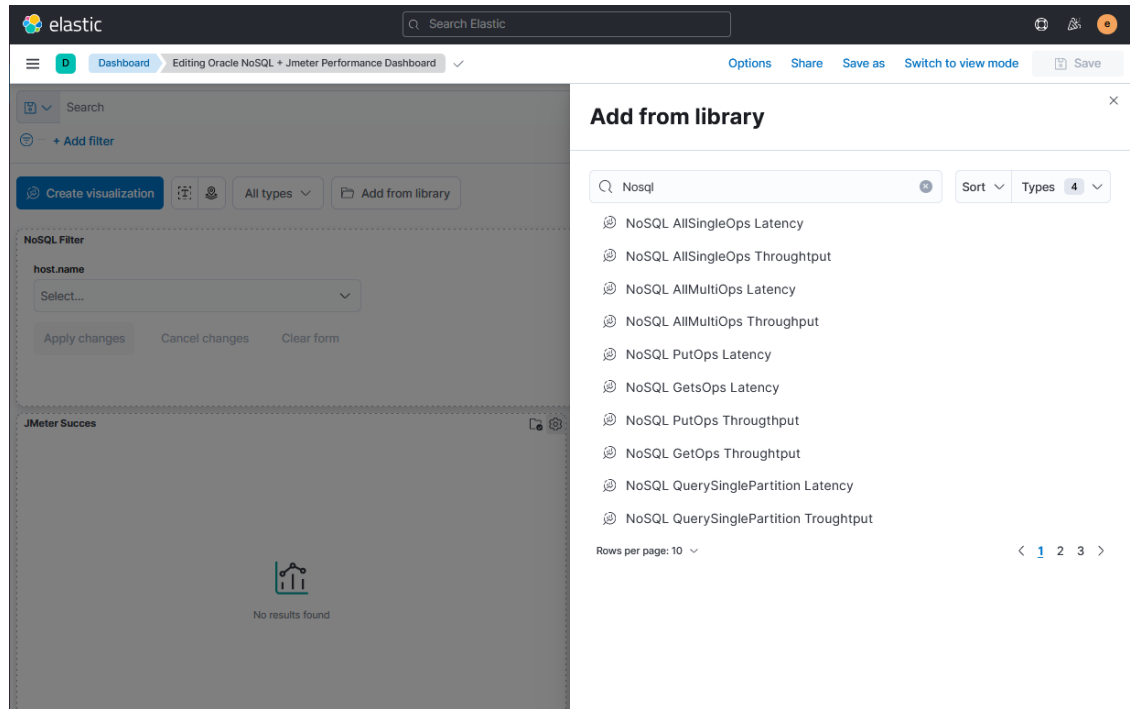 elastic
Search Elastic
e
D
Dashboard
Editing Oracle NoSQL + Jmeter Performance Dashboard
Options Share Save as Switch to view mode Save
Search
+ Add filter
Create visualization
T
All types
Add from library
NoSQL Filter
host.name
Select...
Apply changes Cancel changes Clear form
JMeter Succes
No results found
Add from library
Nosql
Sort
Types 4
NoSQL AllSingleOps Latency
NoSQL AllSingleOps Throughtput
NoSQL AllMultiOps Latency
NoSQL AllMultiOps Throughput
NoSQL PutOps Latency
NoSQL GetsOps Latency
NoSQL PutOps Througthput
NoSQL GetOps Throughtput
NoSQL QuerySinglePartition Latency
NoSQL QuerySinglePartition Troughtput
Rows per page: 10
1 2 3